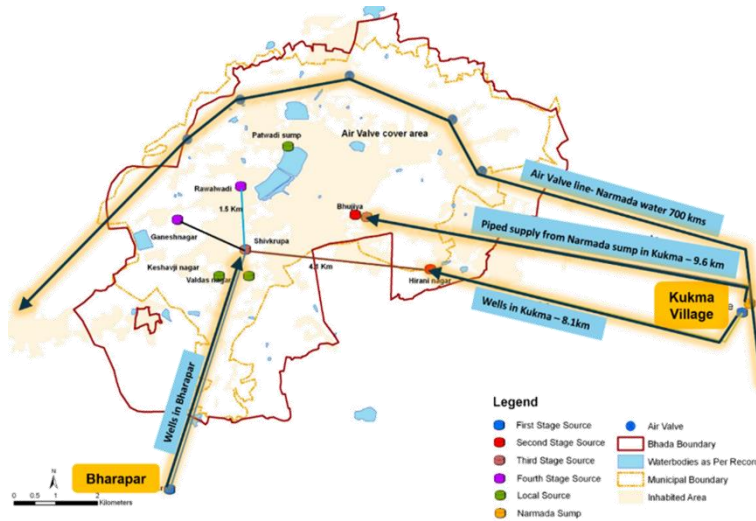 Patwadi sump
Air Valve cover area
Air Valve line- Narmada water 700 kms
Rawalwadi
1.5 Km
Bhujiya
Piped supply from Narmada sump in Kukma – 9.6 km
Ganeshnagar
Shivkrupa
Keshavji nagar
Valdas nagar
Km
Hirani nagar
Wells in Kukma – 8.1km
Kukma
Village
Wells in Bharapar
Bharapar
N
0 0.5 1 2
Kilometers
Legend
First Stage Source
Second Stage Source
Third Stage Source
Fourth Stage Source
Local Source
Narmada Sump
Air Valve
Bhada Boundary
Waterbodies as Per Recor
Municipal Boundary
Inhabited Area